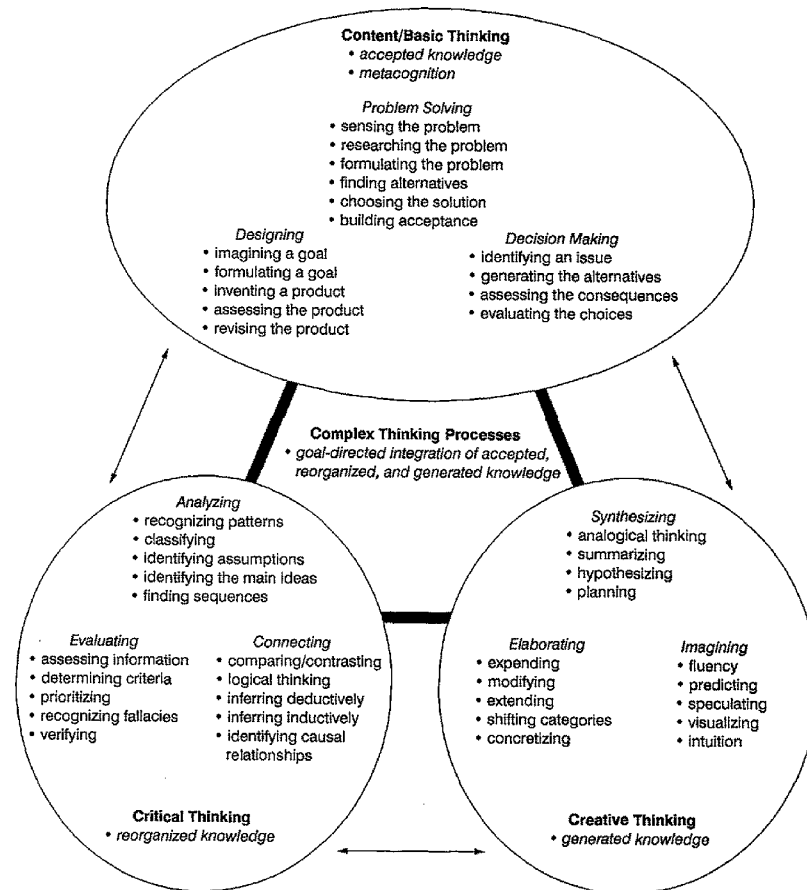 Content/Basic Thinking
• accepted knowledge
• metacognition
Problem Solving
• sensing the problem
• researching the problem
• formulating the problem
• finding alternatives
• choosing the solution
• building acceptance
Designing
• imagining a goal
• formulating a goal
• inventing a product
• assessing the product
• revising the product
Decision Making
• identifying an issue
• generating the alternatives
• assessing the consequences
• evaluating the choices
Complex Thinking Processes
• goal-directed integration of accepted,
reorganized, and generated knowledge
Analyzing
• recognizing patterns
• classifying
• identifying assumptions
• identifying the main ideas
• finding sequences
Evaluating
• assessing information
• determining criteria
• prioritizing
• recognizing fallacies
• verifying
Connecting
• comparing/contrasting
• logical thinking
• inferring deductively
• inferring inductively
• identifying causal
relationships
Critical Thinking
• reorganized knowledge
Synthesizing
• analogical thinking
• summarizing
• hypothesizing
• planning
Elaborating
• expending
• modifying
• extending
• shifting categories
• concretizing
Imagining
• fluency
• predicting
• speculating
• visualizing
• intuition
Creative Thinking
• generated knowledge